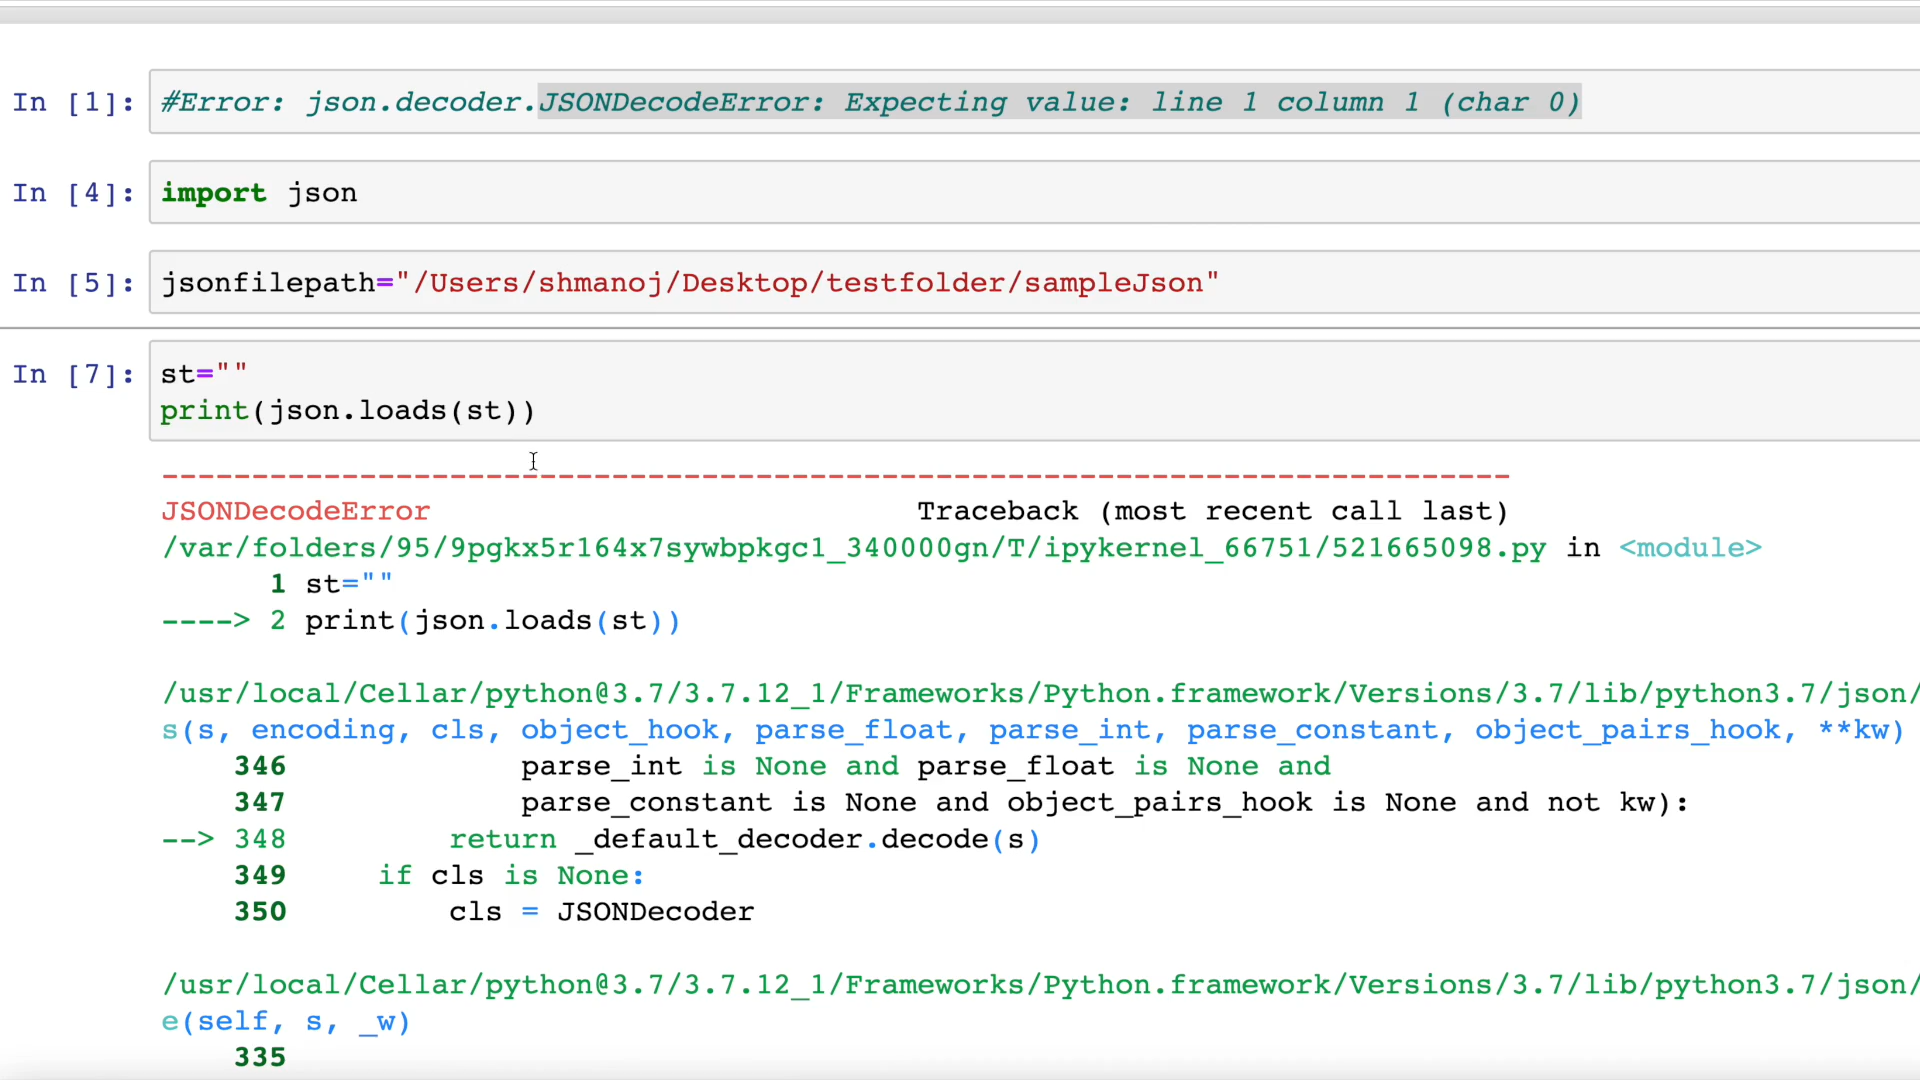 In [1]: #Error: json.decoder.JSONDecodeError: Expecting value: line 1 column 1 (char 0)
In [4]: import json
In [5]: jsonfilepath="/Users/shmanoj/Desktop/testfolder/sampleJson"
In [7]: st=""
print(json.loads(st))
---------------------------------------------------------------------------
JSONDecodeError                           Traceback (most recent call last)
/var/folders/95/9pgkx5r164x7sywbpkgc1_340000gn/T/ipykernel_66751/521665098.py in <module>
      1 st=""
----> 2 print(json.loads(st))
/usr/local/Cellar/python@3.7/3.7.12_1/Frameworks/Python.framework/Versions/3.7/lib/python3.7/json/
s(s, encoding, cls, object_hook, parse_float, parse_int, parse_constant, object_pairs_hook, **kw)
    346             parse_int is None and parse_float is None and
    347             parse_constant is None and object_pairs_hook is None and not kw):
--> 348         return _default_decoder.decode(s)
    349     if cls is None:
    350         cls = JSONDecoder
/usr/local/Cellar/python@3.7/3.7.12_1/Frameworks/Python.framework/Versions/3.7/lib/python3.7/json/
e(self, s, _w)
    335